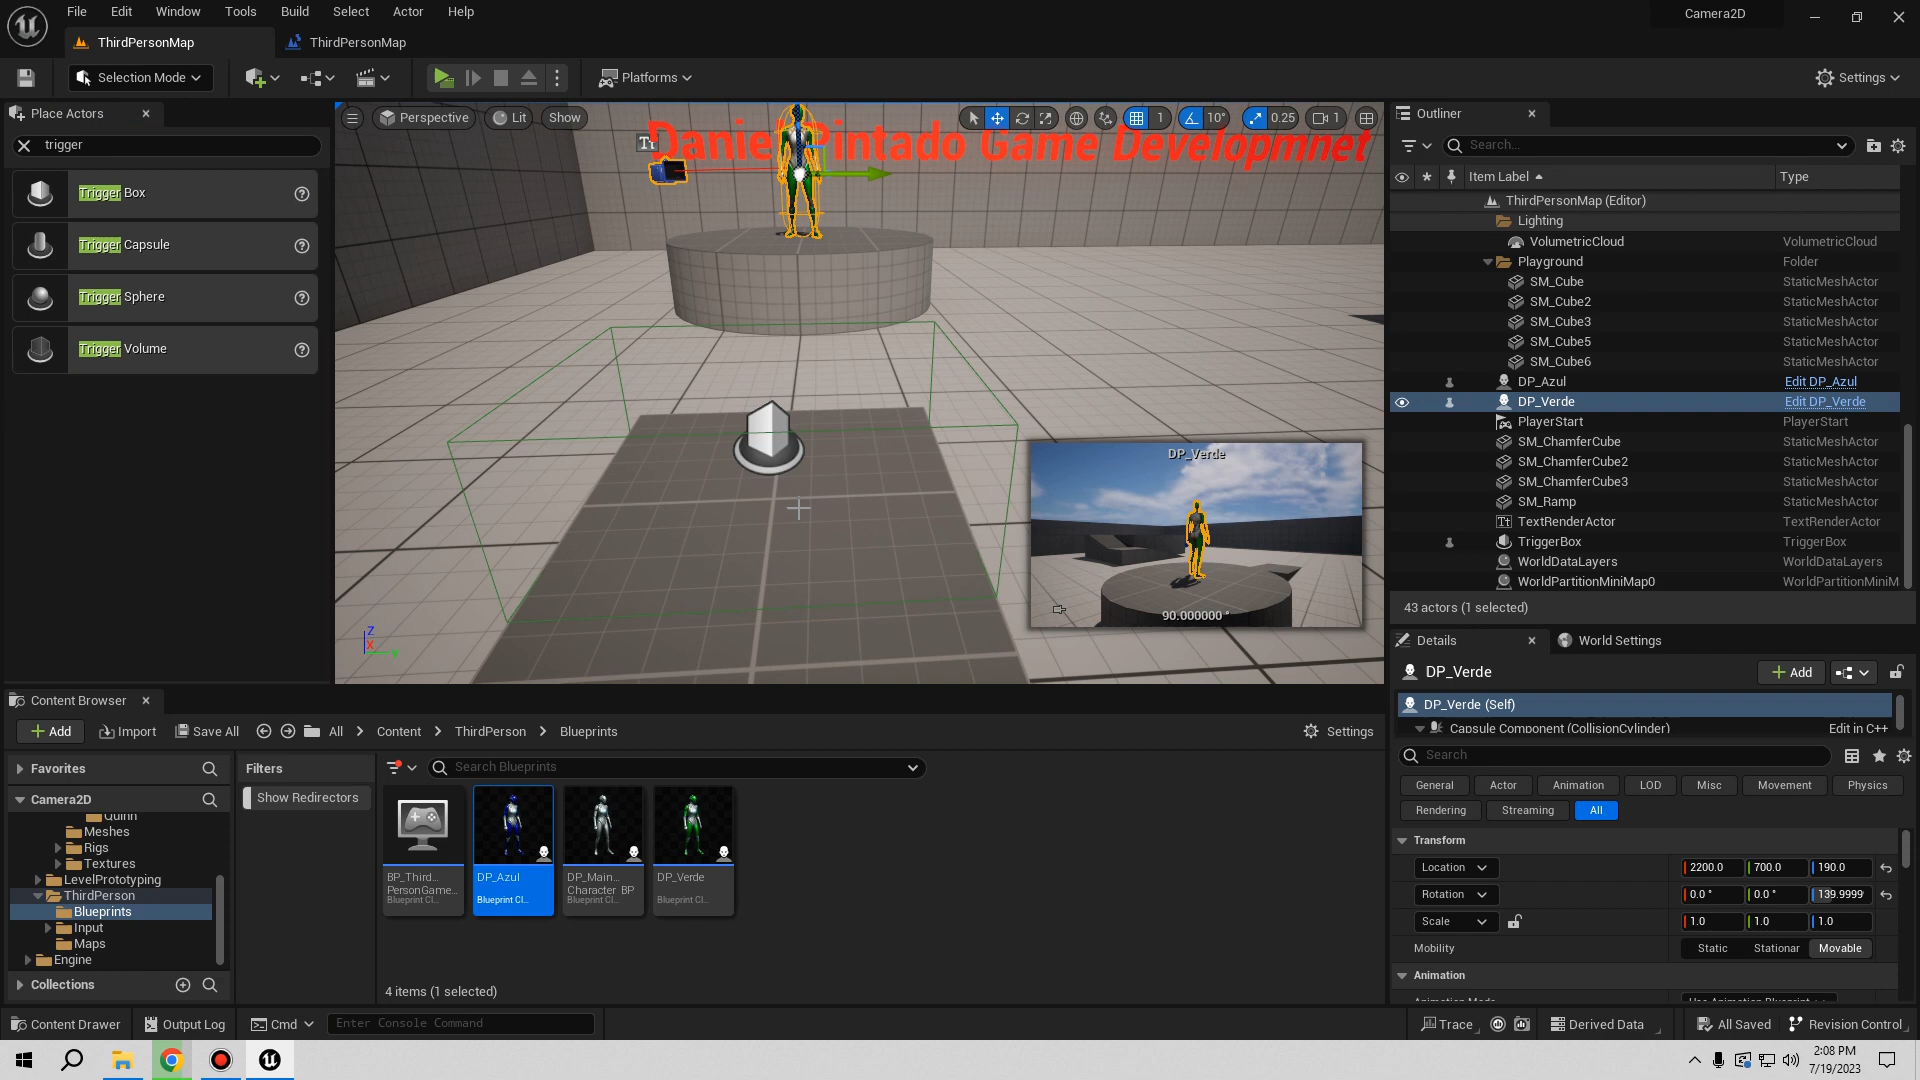 File Edit Window Tools Build Select Actor Help
Camera2D
ThirdPersonMap
ThirdPersonMap
Selection Mode
Platforms
Settings
Place Actors
trigger
Trigger Box
Trigger Capsule
Trigger Sphere
Trigger Volume
Perspective
Lit
Show
1
10°
0.25
1
Daniel Pintado Game Developmnet
Tt
DP_Verde
90.000000 °
Z
X
Outliner
Search...
Item Label
Type
ThirdPersonMap (Editor)
Lighting
VolumetricCloud VolumetricCloud
Playground Folder
SM_Cube StaticMeshActor
SM_Cube2 StaticMeshActor
SM_Cube3 StaticMeshActor
SM_Cube5 StaticMeshActor
SM_Cube6 StaticMeshActor
DP_Azul Edit DP_Azul
DP_Verde Edit DP_Verde
PlayerStart PlayerStart
SM_ChamferCube StaticMeshActor
SM_ChamferCube2 StaticMeshActor
SM_ChamferCube3 StaticMeshActor
SM_Ramp StaticMeshActor
Tt TextRenderActor TextRenderActor
TriggerBox TriggerBox
WorldDataLayers WorldDataLayers
WorldPartitionMiniMap0 WorldPartitionMiniM
43 actors (1 selected)
Details
World Settings
DP_Verde
Add
DP_Verde (Self)
Capsule Component (CollisionCylinder) Edit in C++
Search
General Actor Animation LOD Misc Movement Physics
Rendering Streaming All
Transform
Location 2200.0 700.0 190.0
Rotation 0.0 ° 0.0 ° 139.9999
Scale 1.0 1.0 1.0
Mobility Static Stationar Movable
Animation
Content Browser
Add Import Save All All Content ThirdPerson Blueprints Settings
Favorites
Camera2D
Quinn
Meshes
Rigs
Textures
LevelPrototyping
ThirdPerson
Blueprints
Input
Maps
Engine
Collections
Filters
Show Redirectors
Search Blueprints
BP_Third...
PersonGame...
Blueprint Cl...
DP_Azul
Blueprint Cl...
DP_Main...
Character_BP
Blueprint Cl...
DP_Verde
Blueprint Cl...
4 items (1 selected)
Content Drawer
Output Log
Cmd
Enter Console Command
Trace
Derived Data
All Saved
Revision Control
2:08 PM
7/19/2023